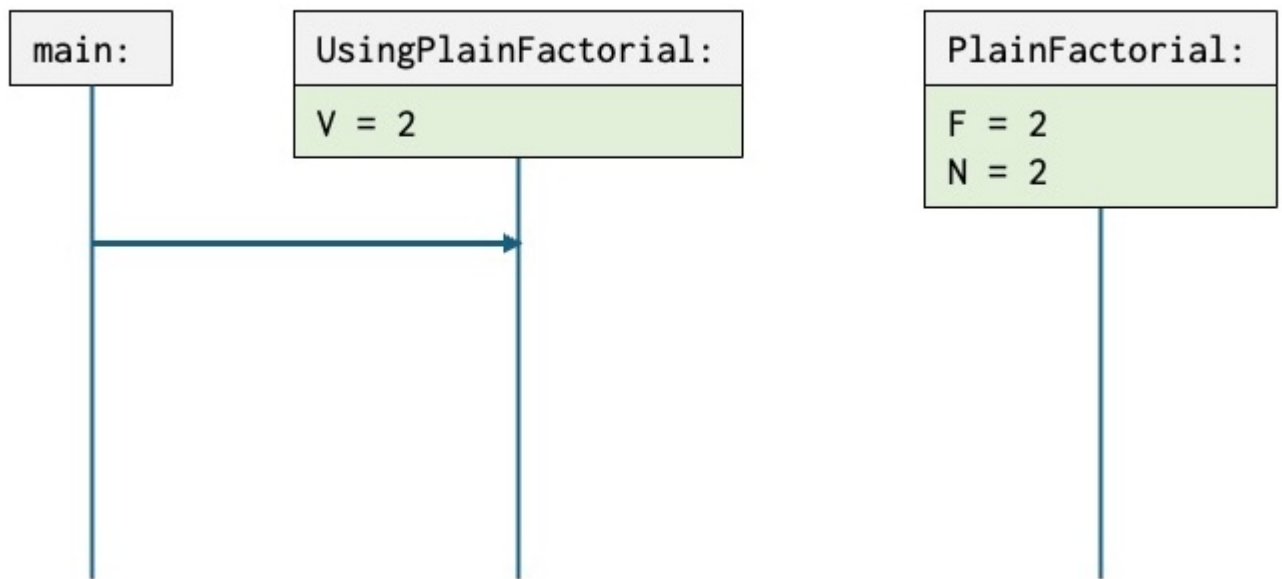 main:
UsingPlainFactorial:
V = 2
PlainFactorial:
F = 2
N = 2